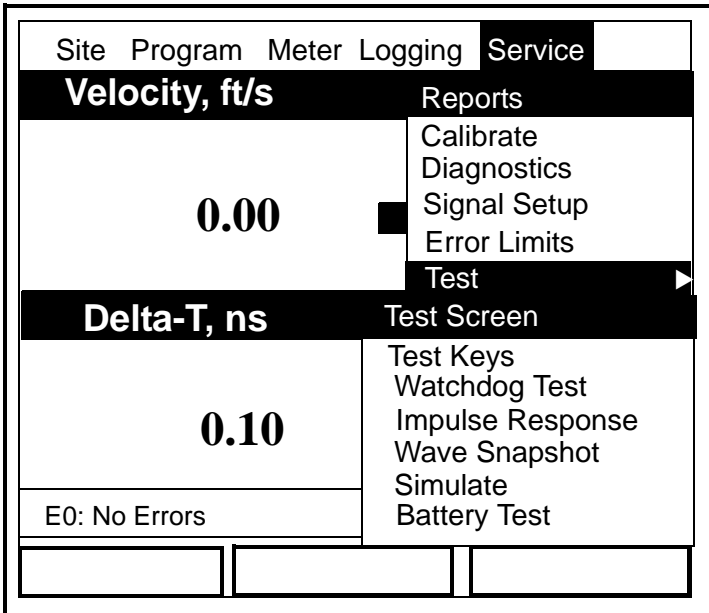 Site Program Meter Logging Service
Velocity, ft/s
Reports
Calibrate
Diagnostics
0.00
Signal Setup
Error Limits
Test
Delta-T, ns
Test Screen
Test Keys
Watchdog Test
0.10
Impulse Response
Wave Snapshot
Simulate
E0: No Errors
Battery Test